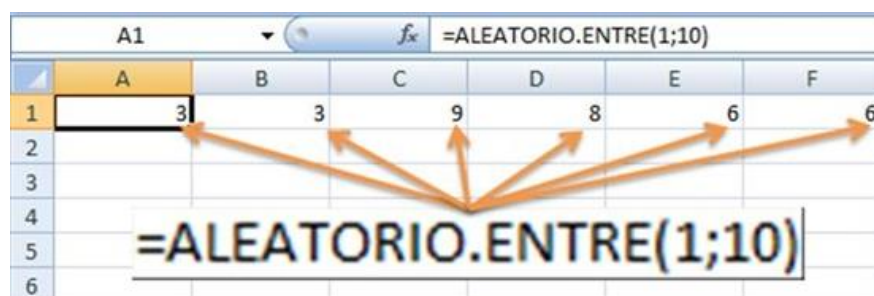 A1 fx =ALEATORIO.ENTRE(1;10)
A B C D E F
1 3 3 9 8 6 6
2
3
4
=ALEATORIO.ENTRE(1;10)
5
6